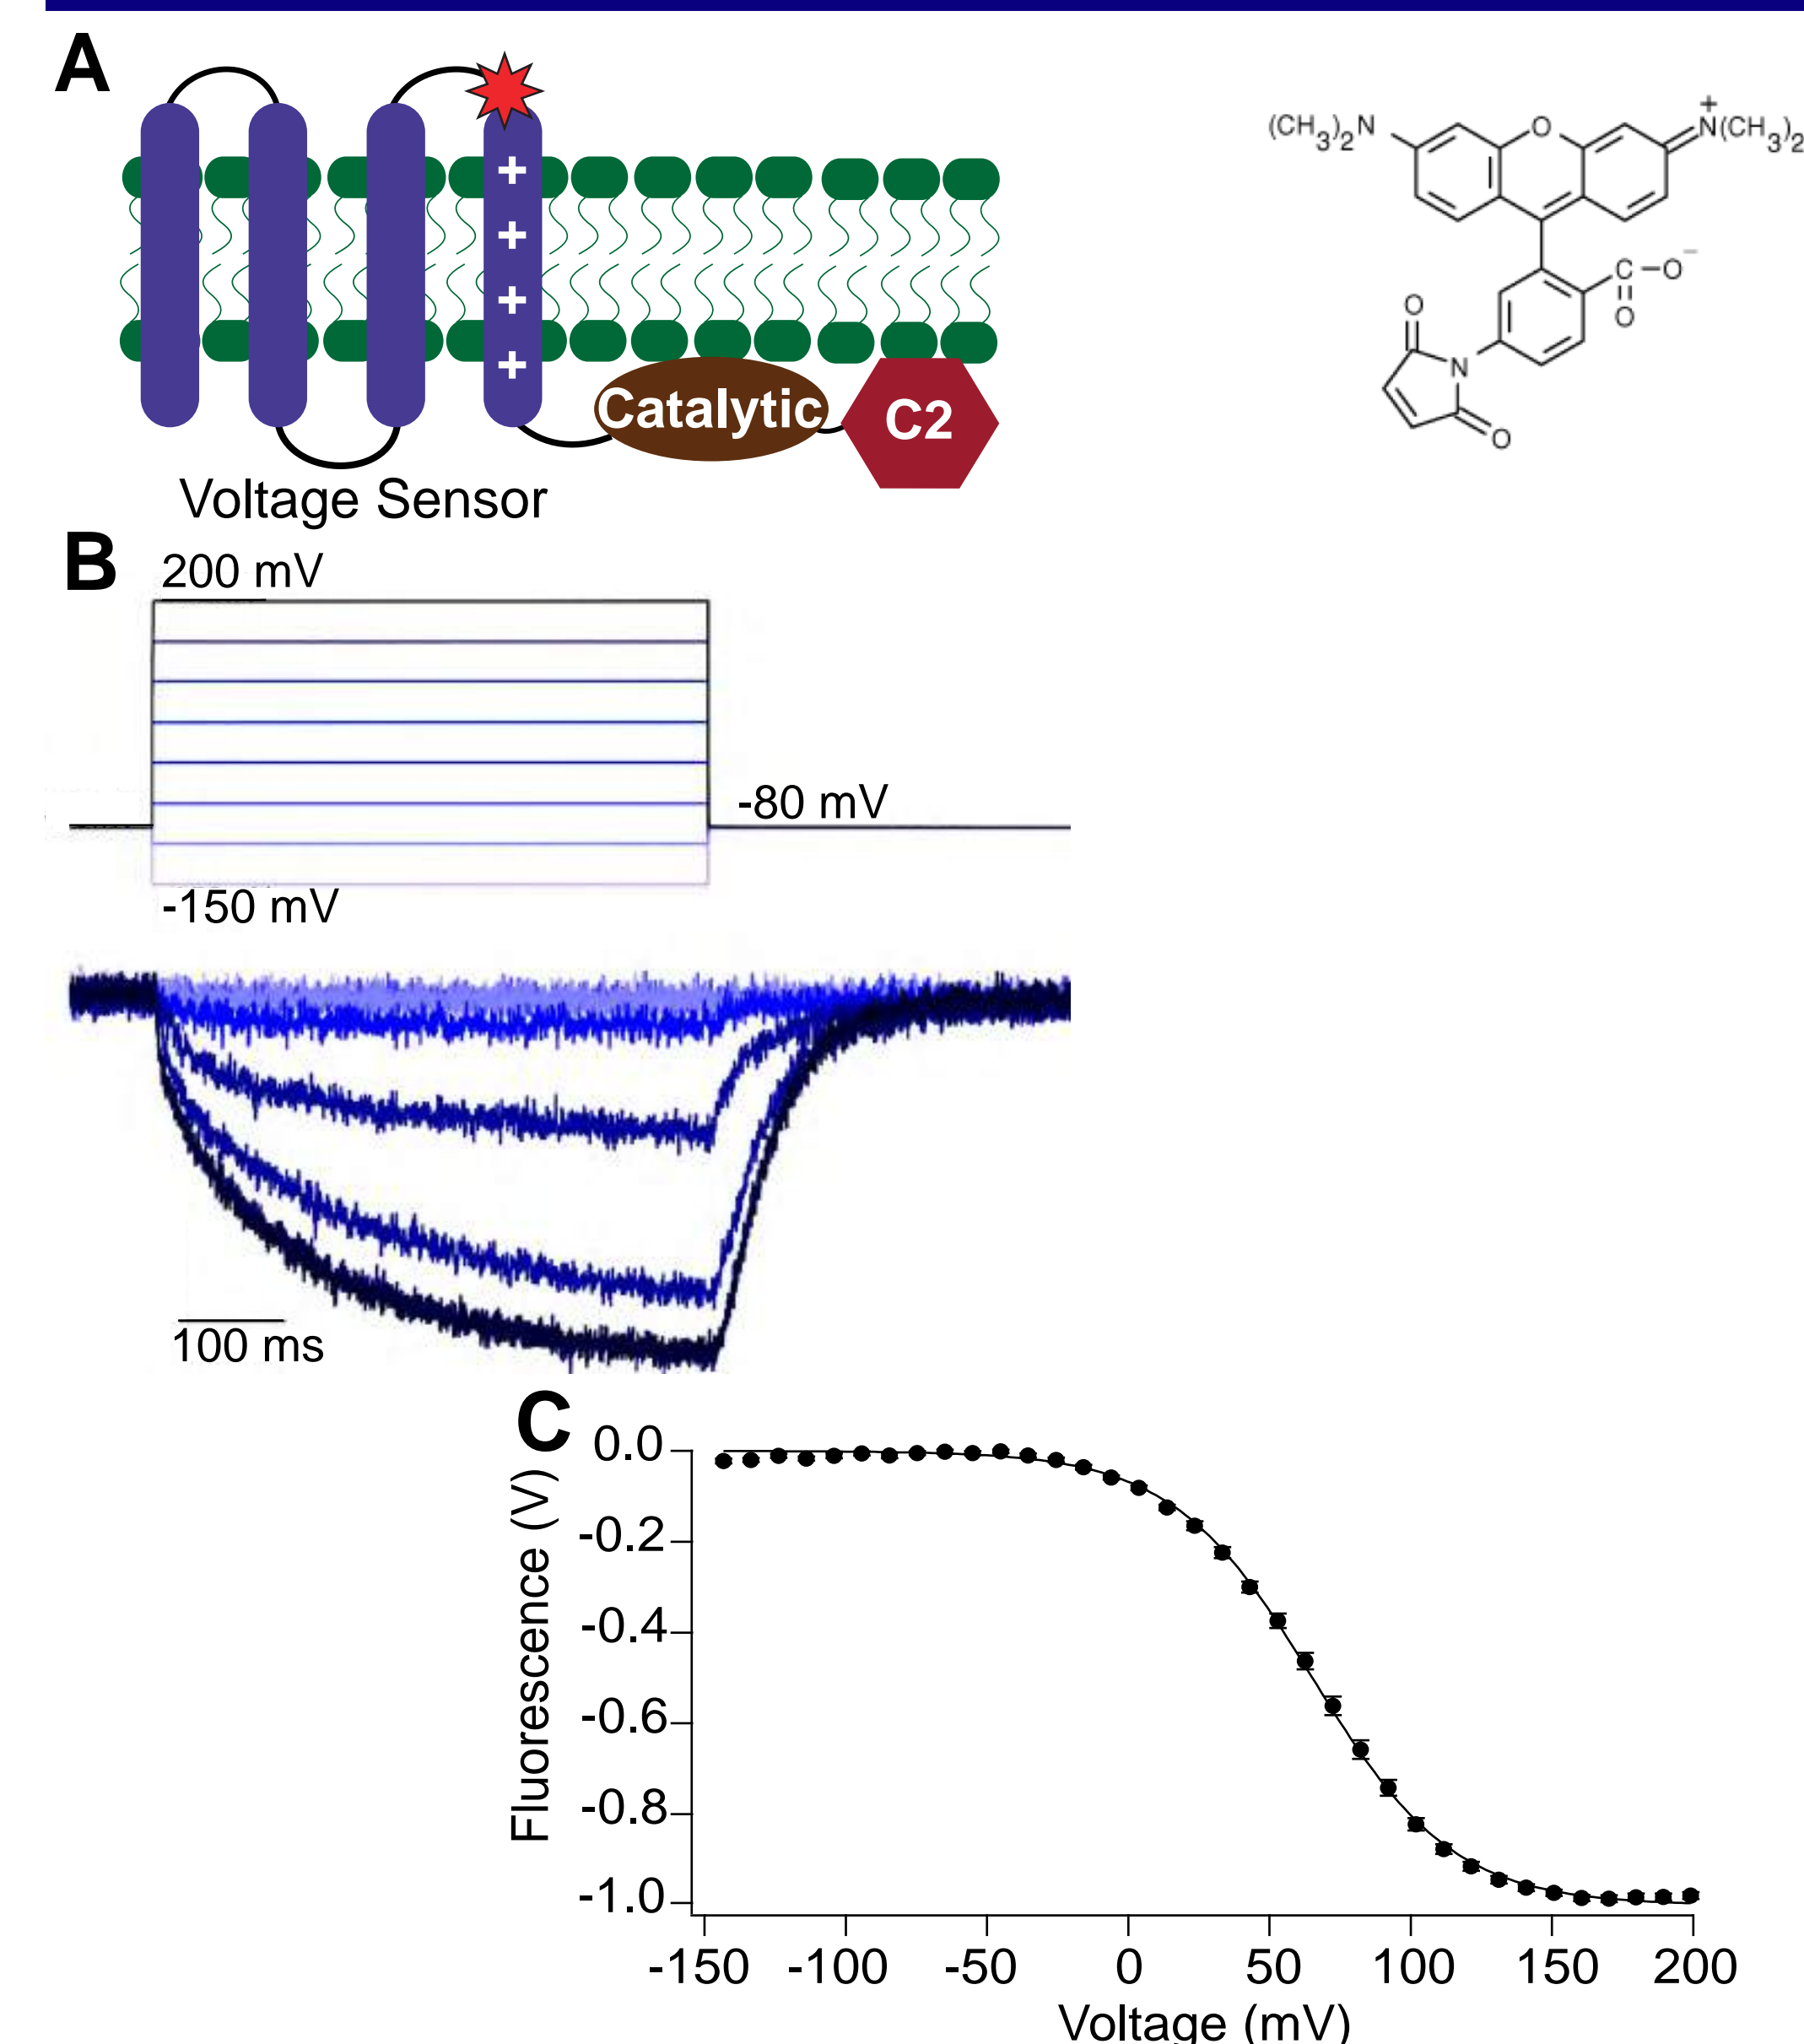 A
+
+
+
+
Catalytic
C2
Voltage Sensor
(CH3)2N
O
+
N(CH3)2
C–O–
O
O
N
O
B
200 mV
-80 mV
-150 mV
100 ms
C
Fluorescence (V)
0.0
-0.2
-0.4
-0.6
-0.8
-1.0
-150 -100 -50 0 50 100 150 200
Voltage (mV)